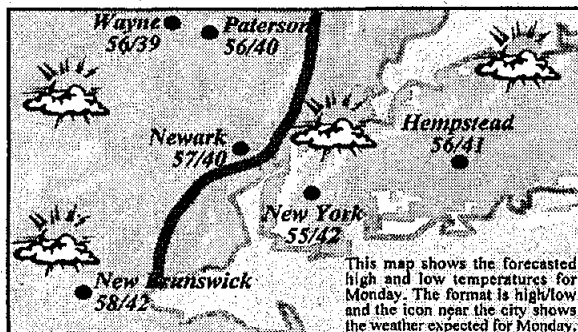 Wayne
56/39
Paterson
56/40
Newark
57/40
Hempstead
56/41
New York
55/42
New Brunswick
58/42
This map shows the forecasted
high and low temperatures for
Monday. The format is high/low
and the icon near the city shows
the weather expected for Monday.